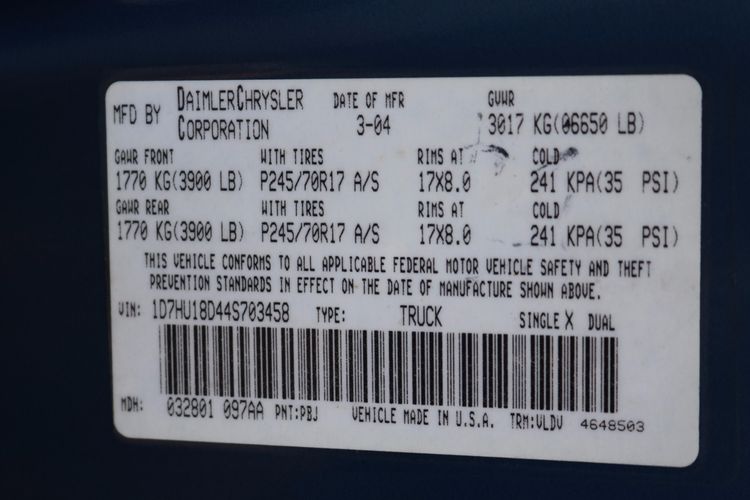 MFD BY DAIMLERCHRYSLER CORPORATION DATE OF MFR 3-04 GVWR 3017 KG(06650 LB)
GAWR FRONT WITH TIRES RIMS AT COLD
1770 KG(3900 LB) P245/70R17 A/S 17X8.0 241 KPA(35 PSI)
GAWR REAR WITH TIRES RIMS AT COLD
1770 KG(3900 LB) P245/70R17 A/S 17X8.0 241 KPA(35 PSI)
THIS VEHICLE CONFORMS TO ALL APPLICABLE FEDERAL MOTOR VEHICLE SAFETY AND THEFT
PREVENTION STANDARDS IN EFFECT ON THE DATE OF MANUFACTURE SHOWN ABOVE.
VIN: 1D7HU18D44S703458 TYPE: TRUCK SINGLE X DUAL
MDH: 032801 097AA PNT:PBJ VEHICLE MADE IN U.S.A. TRM:VLDV 4648503